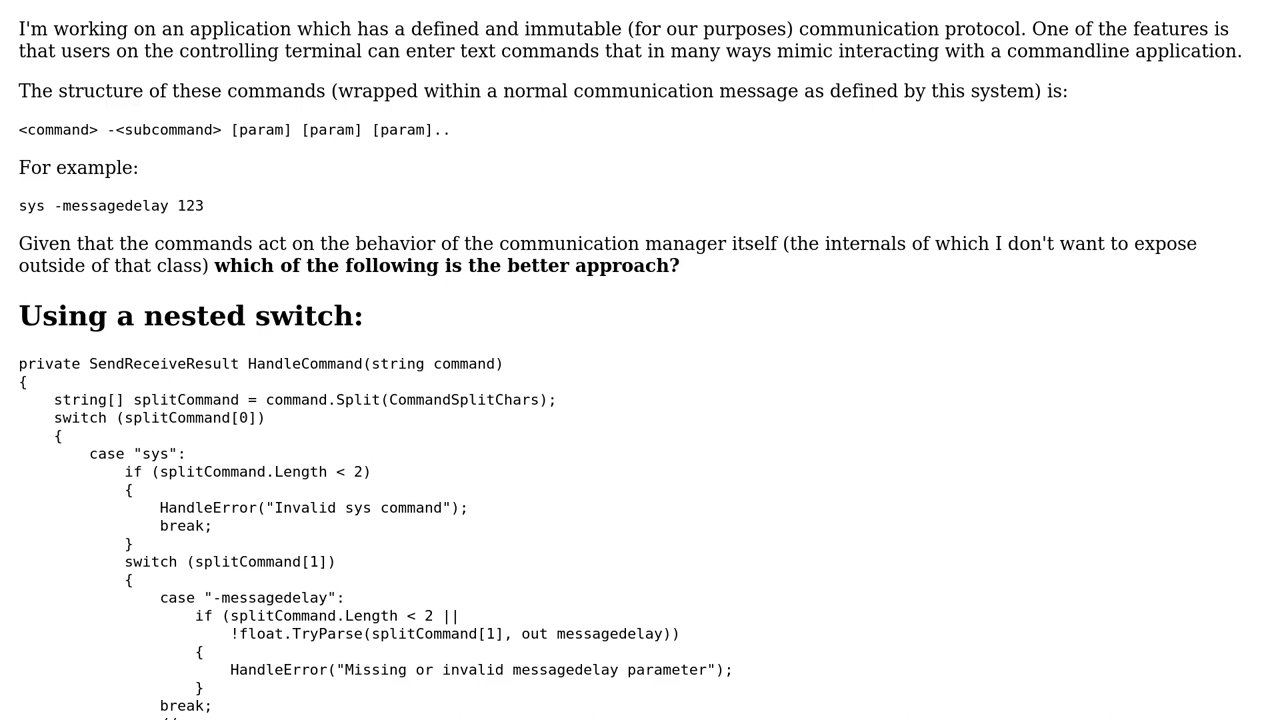 I'm working on an application which has a defined and immutable (for our purposes) communication protocol. One of the features is
that users on the controlling terminal can enter text commands that in many ways mimic interacting with a commandline application.
The structure of these commands (wrapped within a normal communication message as defined by this system) is:
<command> -<subcommand> [param] [param] [param]..
For example:
sys -messagedelay 123
Given that the commands act on the behavior of the communication manager itself (the internals of which I don't want to expose
outside of that class) which of the following is the better approach?
Using a nested switch:
private SendReceiveResult HandleCommand(string command)
{
    string[] splitCommand = command.Split(CommandSplitChars);
    switch (splitCommand[0])
    {
        case "sys":
            if (splitCommand.Length < 2)
            {
                HandleError("Invalid sys command");
                break;
            }
            switch (splitCommand[1])
            {
                case "-messagedelay":
                    if (splitCommand.Length < 2 ||
                        !float.TryParse(splitCommand[1], out messagedelay))
                    {
                        HandleError("Missing or invalid messagedelay parameter");
                    }
                break;